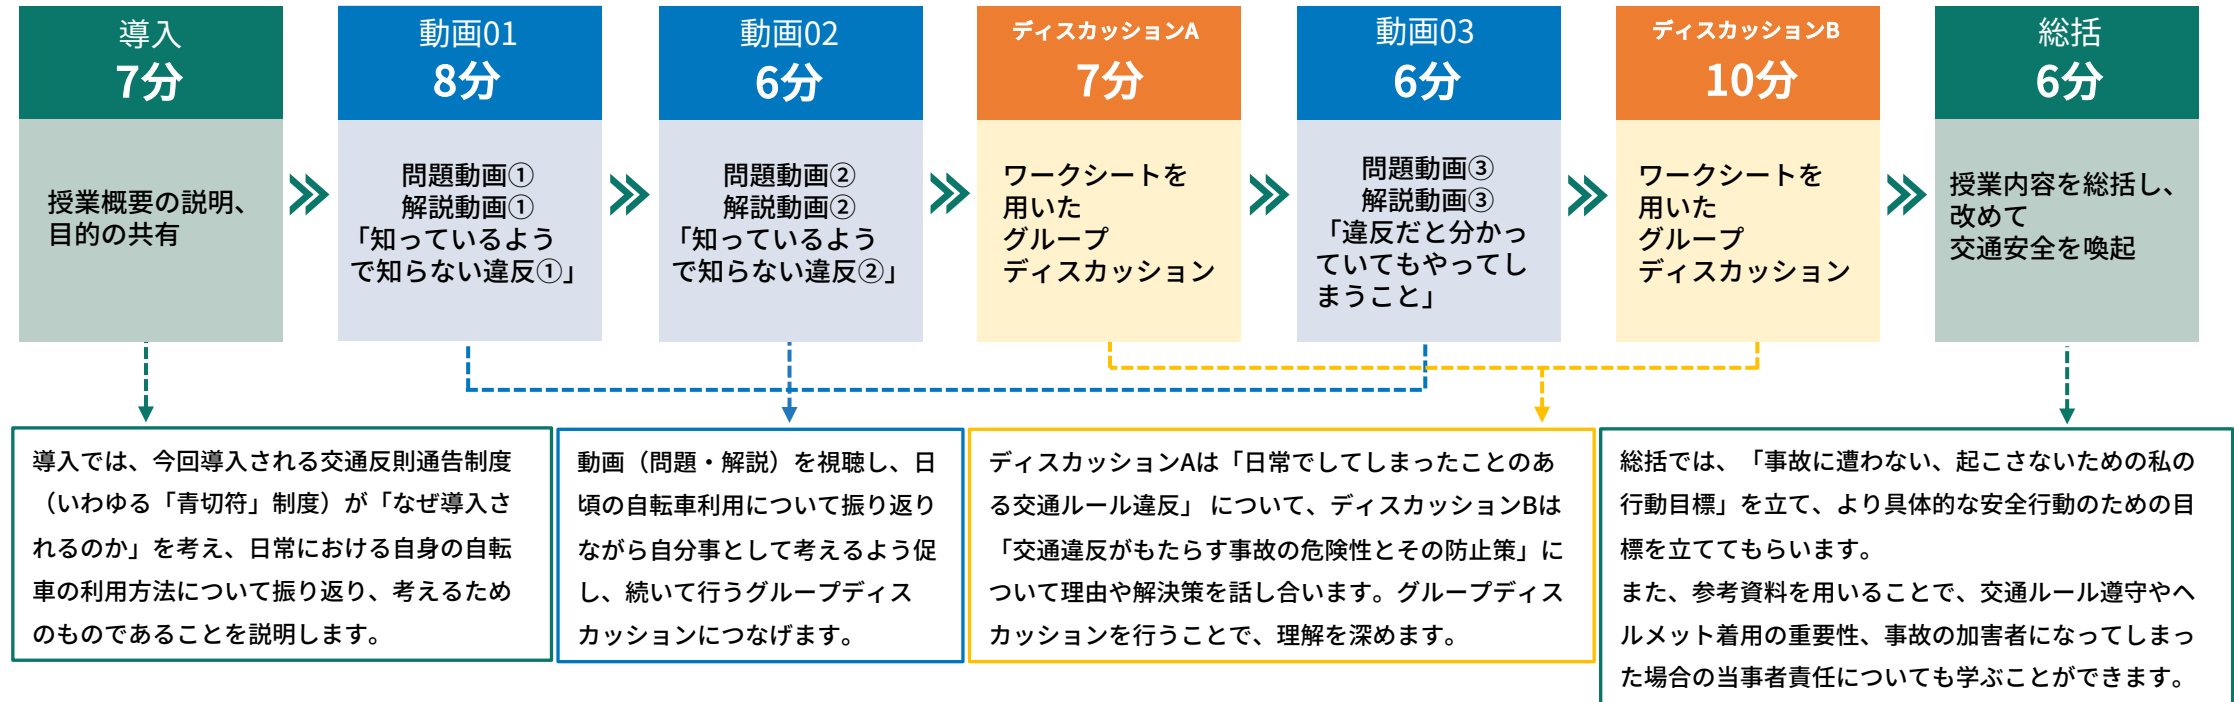 導入
7分
授業概要の説明、
目的の共有
動画01
8分
問題動画①
解説動画①
「知っているよう
で知らない違反①」
動画02
6分
問題動画②
解説動画②
「知っているよう
で知らない違反②」
ディスカッションA
7分
ワークシートを
用いた
グループ
ディスカッション
動画03
6分
問題動画③
解説動画③
「違反だと分かっ
ていてもやってし
まうこと」
ディスカッションB
10分
ワークシートを
用いた
グループ
ディスカッション
総括
6分
授業内容を総括し、
改めて
交通安全を喚起
導入では、今回導入される交通反則通告制度
（いわゆる「青切符」制度）が「なぜ導入さ
れるのか」を考え、日常における自身の自転
車の利用方法について振り返り、考えるため
のものであることを説明します。
動画（問題・解説）を視聴し、日
頃の自転車利用について振り返り
ながら自分事として考えるよう促
し、続いて行うグループディス
カッションにつなげます。
ディスカッションAは「日常でしてしまったことのあ
る交通ルール違反」 について、ディスカッションBは
「交通違反がもたらす事故の危険性とその防止策」に
ついて理由や解決策を話し合います。グループディス
カッションを行うことで、理解を深めます。
総括では、「事故に遭わない、起こさないための私の
行動目標」を立て、より具体的な安全行動のための目
標を立ててもらいます。
また、参考資料を用いることで、交通ルール遵守やヘ
ルメット着用の重要性、事故の加害者になってしまっ
た場合の当事者責任についても学ぶことができます。